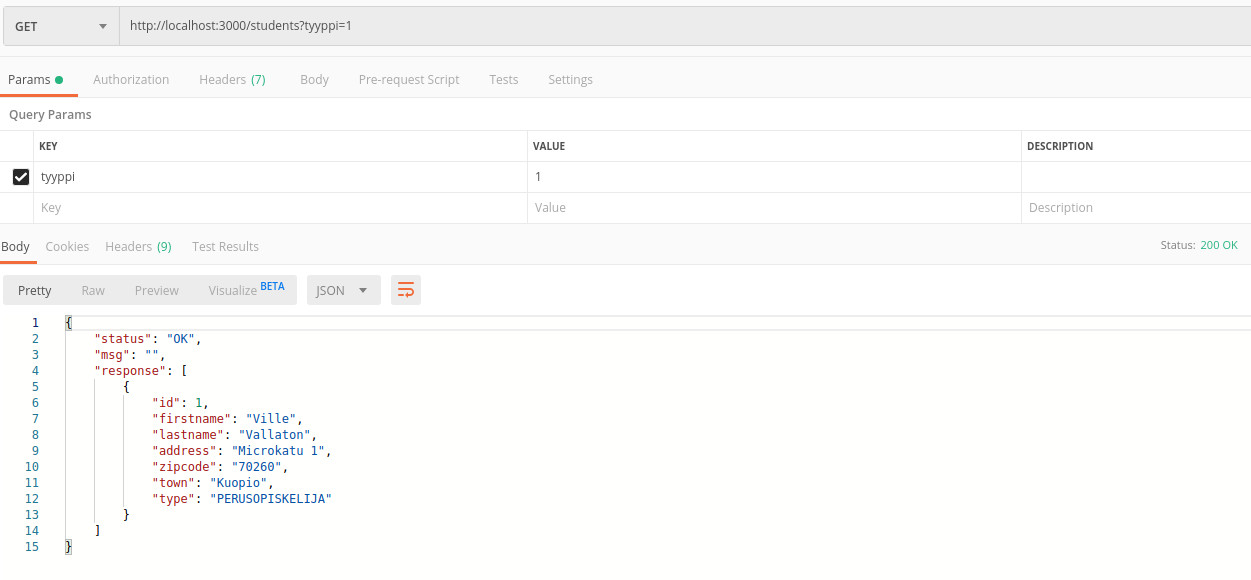 GET http://localhost:3000/students?tyyppi=1
Params Authorization Headers (7) Body Pre-request Script Tests Settings
Query Params
KEY VALUE DESCRIPTION
tyyppi 1
Key Value Description
Body Cookies Headers (9) Test Results Status: 200 OK
Pretty Raw Preview Visualize BETA JSON
1 {
2 "status": "OK",
3 "msg": "",
4 "response": [
5 {
6 "id": 1,
7 "firstname": "Ville",
8 "lastname": "Vallaton",
9 "address": "Microkatu 1",
10 "zipcode": "70260",
11 "town": "Kuopio",
12 "type": "PERUSOPISKELIJA"
13 }
14 ]
15 }